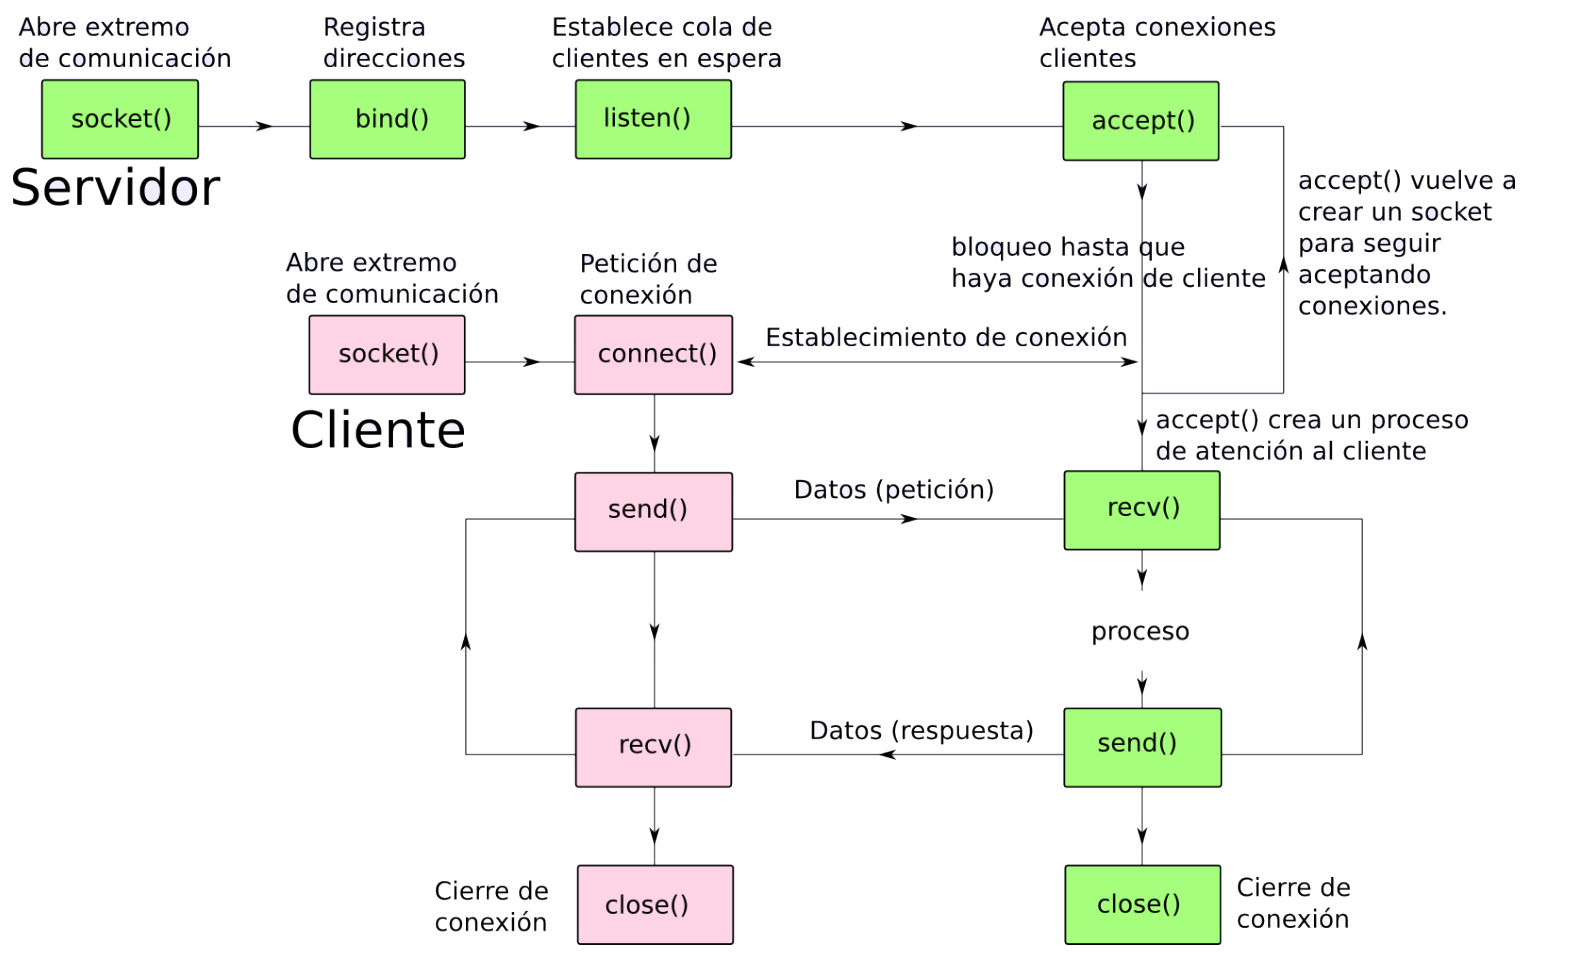 Abre extremo
de comunicación
Registra
direcciones
Establece cola de
clientes en espera
Acepta conexiones
clientes
socket()
bind()
listen()
accept()
Servidor
accept() vuelve a
crear un socket
para seguir
aceptando
conexiones.
bloqueo hasta que
haya conexión de cliente
Abre extremo
de comunicación
Petición de
conexión
socket()
connect()
Establecimiento de conexión
Cliente
accept() crea un proceso
de atención al cliente
send()
Datos (petición)
recv()
proceso
recv()
Datos (respuesta)
send()
Cierre de
conexión
close()
close()
Cierre de
conexión